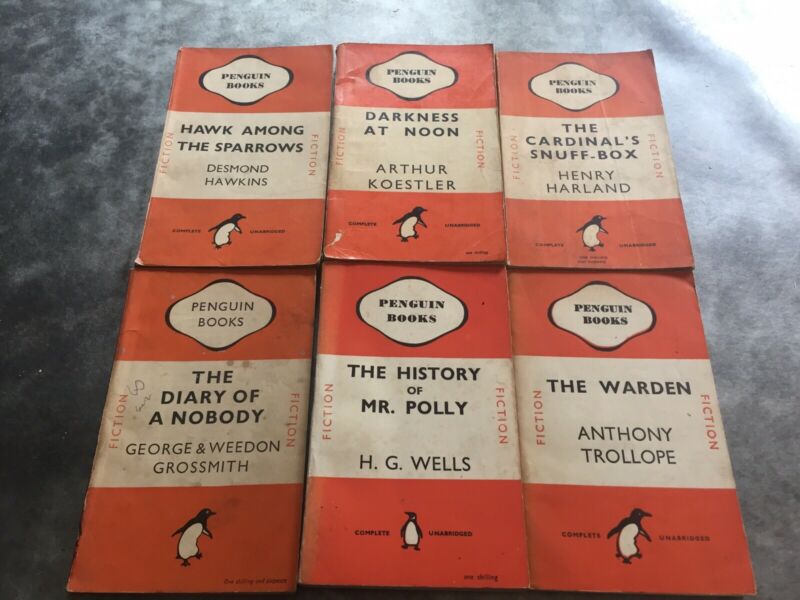 PENGUIN
BOOKS
HAWK AMONG
THE SPARROWS
DESMOND
HAWKINS
FICTION
FICTION
COMPLETE UNABRIDGED
PENGUIN
BOOKS
DARKNESS
AT NOON
ARTHUR
KOESTLER
FICTION
FICTION
COMPLETE UNABRIDGED
one shilling
PENGUIN
BOOKS
THE
CARDINAL'S
SNUFF-BOX
HENRY
HARLAND
FICTION
FICTION
COMPLETE UNABRIDGED
PENGUIN
BOOKS
THE
DIARY OF
A NOBODY
GEORGE & WEEDON
GROSSMITH
FICTION
FICTION
One shilling and sixpence
PENGUIN
BOOKS
THE HISTORY
OF
MR. POLLY
H. G. WELLS
FICTION
FICTION
COMPLETE UNABRIDGED
one shilling
PENGUIN
BOOKS
THE WARDEN
ANTHONY
TROLLOPE
FICTION
FICTION
COMPLETE UNABRIDGED